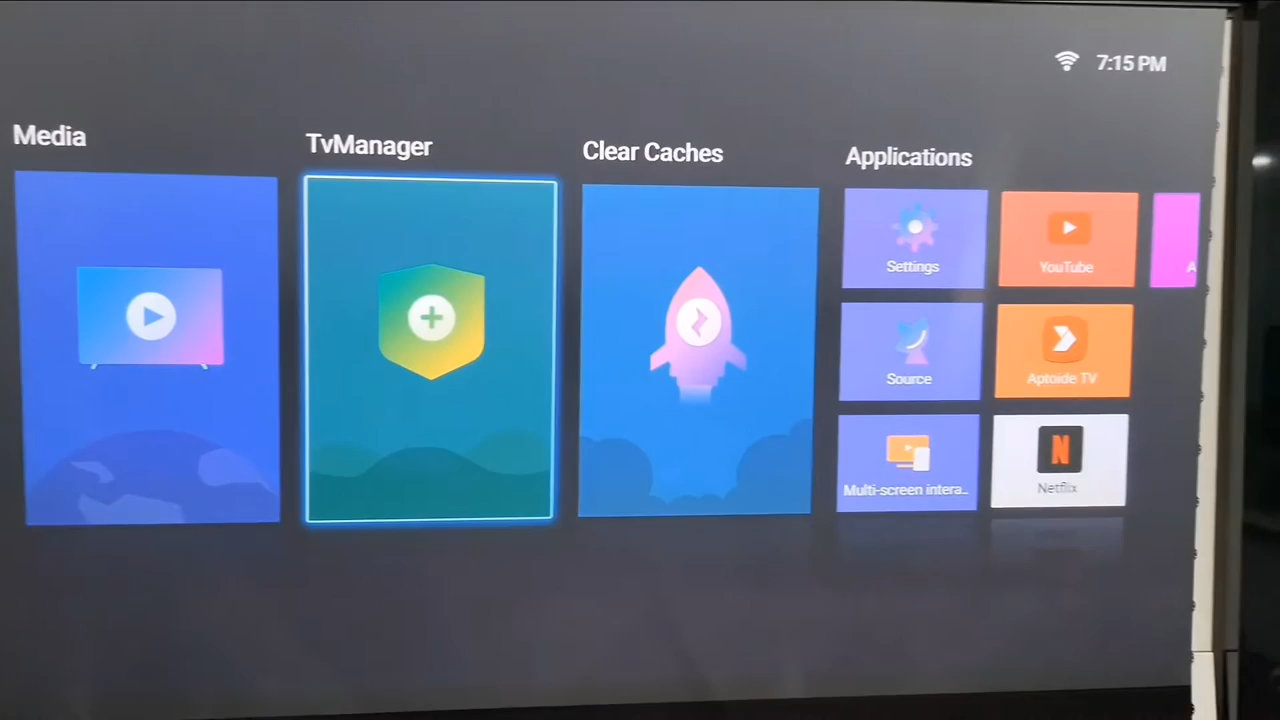 7:15 PM
Media
TvManager
Clear Caches
Applications
Settings
YouTube
A
Source
Aptoide TV
Multi-screen intera..
Netflix